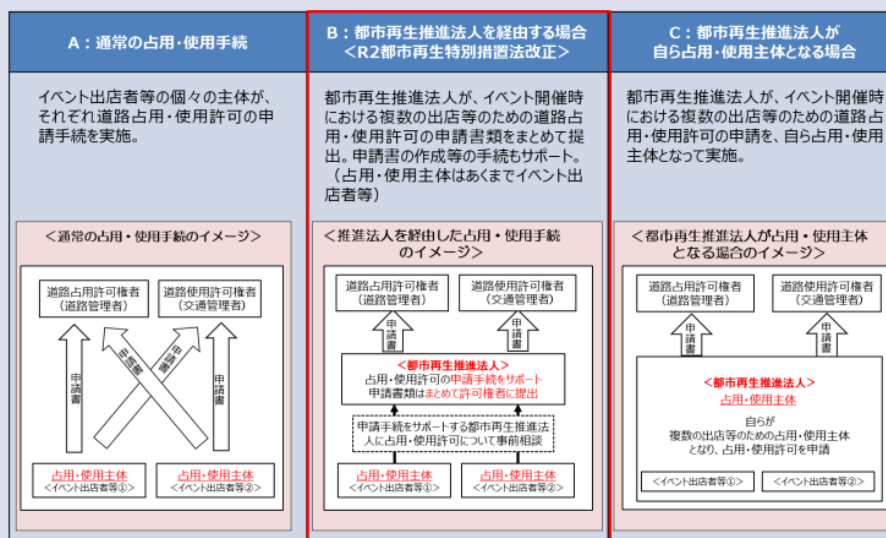 A：通常の占用・使用手続
イベント出店者等の個々の主体が、
それぞれ道路占用・使用許可の申
請手続を実施。
＜通常の占用・使用手続のイメージ＞
道路占用許可権者
（道路管理者）
道路使用許可権者
（交通管理者）
申請書
申請書
申請書
申請書
占用・使用主体
＜イベント出店者等①＞
占用・使用主体
＜イベント出店者等②＞
B：都市再生推進法人を経由する場合
＜R2都市再生特別措置法改正＞
都市再生推進法人が、イベント開催時
における複数の出店等のための道路占
用・使用許可の申請書類をまとめて提
出。申請書の作成等の手続もサポート。
（占用・使用主体はあくまでイベント出
店者等）
＜推進法人を経由した占用・使用手続
のイメージ＞
道路占用許可権者
（道路管理者）
道路使用許可権者
（交通管理者）
申請書
申請書
＜都市再生推進法人＞
占用・使用許可の申請手続をサポート
申請書類はまとめて許可権者に提出
申請手続をサポートする都市再生推進法
人に占用・使用許可について事前相談
占用・使用主体
＜イベント出店者等①＞
占用・使用主体
＜イベント出店者等②＞
C：都市再生推進法人が
自ら占用・使用主体となる場合
都市再生推進法人が、イベント開催時
における複数の出店等のための道路占
用・使用許可の申請を、自ら占用・使用
主体となって実施。
＜都市再生推進法人が占用・使用主体
となる場合のイメージ＞
道路占用許可権者
（道路管理者）
道路使用許可権者
（交通管理者）
申請書
申請書
＜都市再生推進法人＞
占用・使用主体
自らが
複数の出店等のための占用・使用主体
となり、占用・使用許可を申請
＜イベント出店者等①＞
＜イベント出店者等②＞